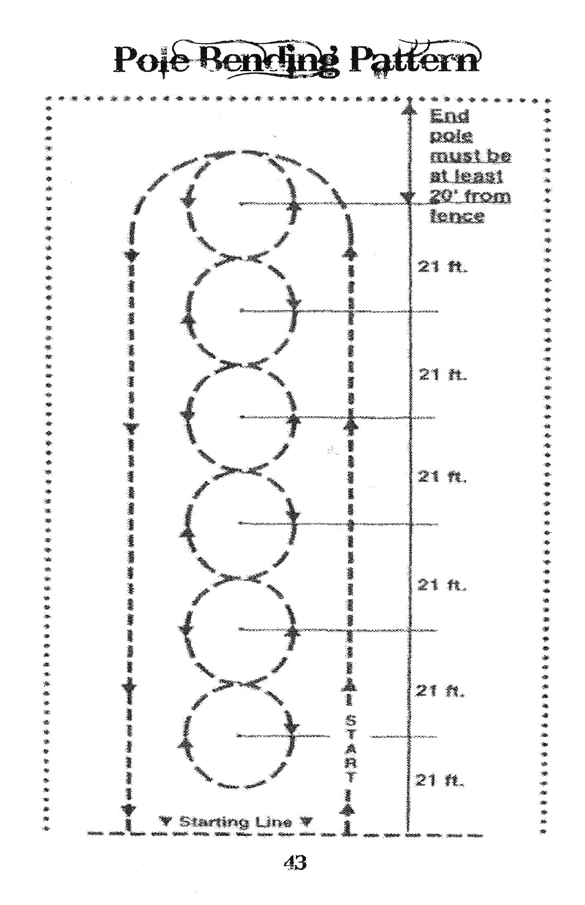 Pole Bending Pattern
End
pole
must be
at least
20' from
fence
21 ft.
21 ft.
21 ft.
21 ft.
21 ft.
START
21 ft.
▼ Starting Line ▼
43